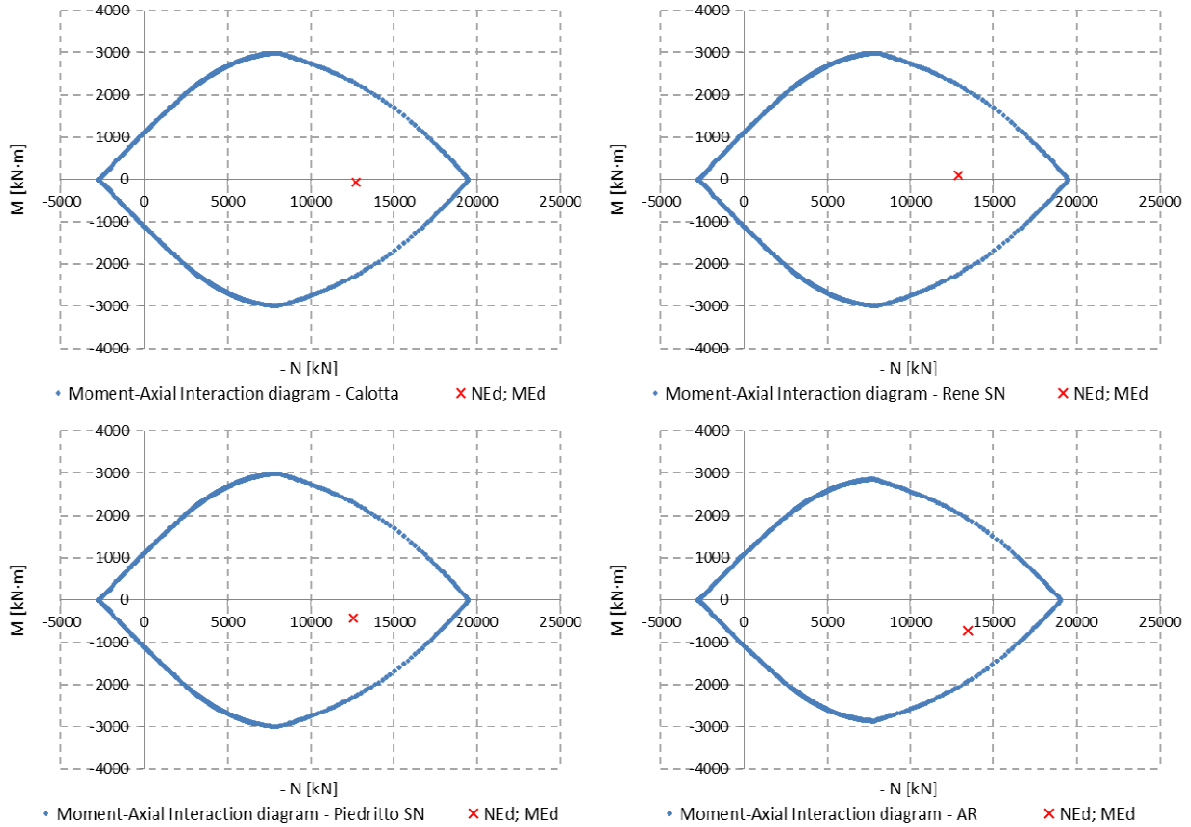 4000
3000
2000
1000
0
-1000
-2000
-3000
-4000
-5000 0 5000 10000 15000 20000 25000
M [kN·m]
- N [kN]
Moment-Axial Interaction diagram - Calotta
NEd; MEd
4000
3000
2000
1000
0
-1000
-2000
-3000
-4000
-5000 0 5000 10000 15000 20000 25000
M [kN·m]
- N [kN]
Moment-Axial Interaction diagram - Rene SN
NEd; MEd
4000
3000
2000
1000
0
-1000
-2000
-3000
-4000
-5000 0 5000 10000 15000 20000 25000
M [kN·m]
- N [kN]
Moment-Axial Interaction diagram - Piedritto SN
NEd; MEd
4000
3000
2000
1000
0
-1000
-2000
-3000
-4000
-5000 0 5000 10000 15000 20000 25000
M [kN·m]
- N [kN]
Moment-Axial Interaction diagram - AR
NEd; MEd